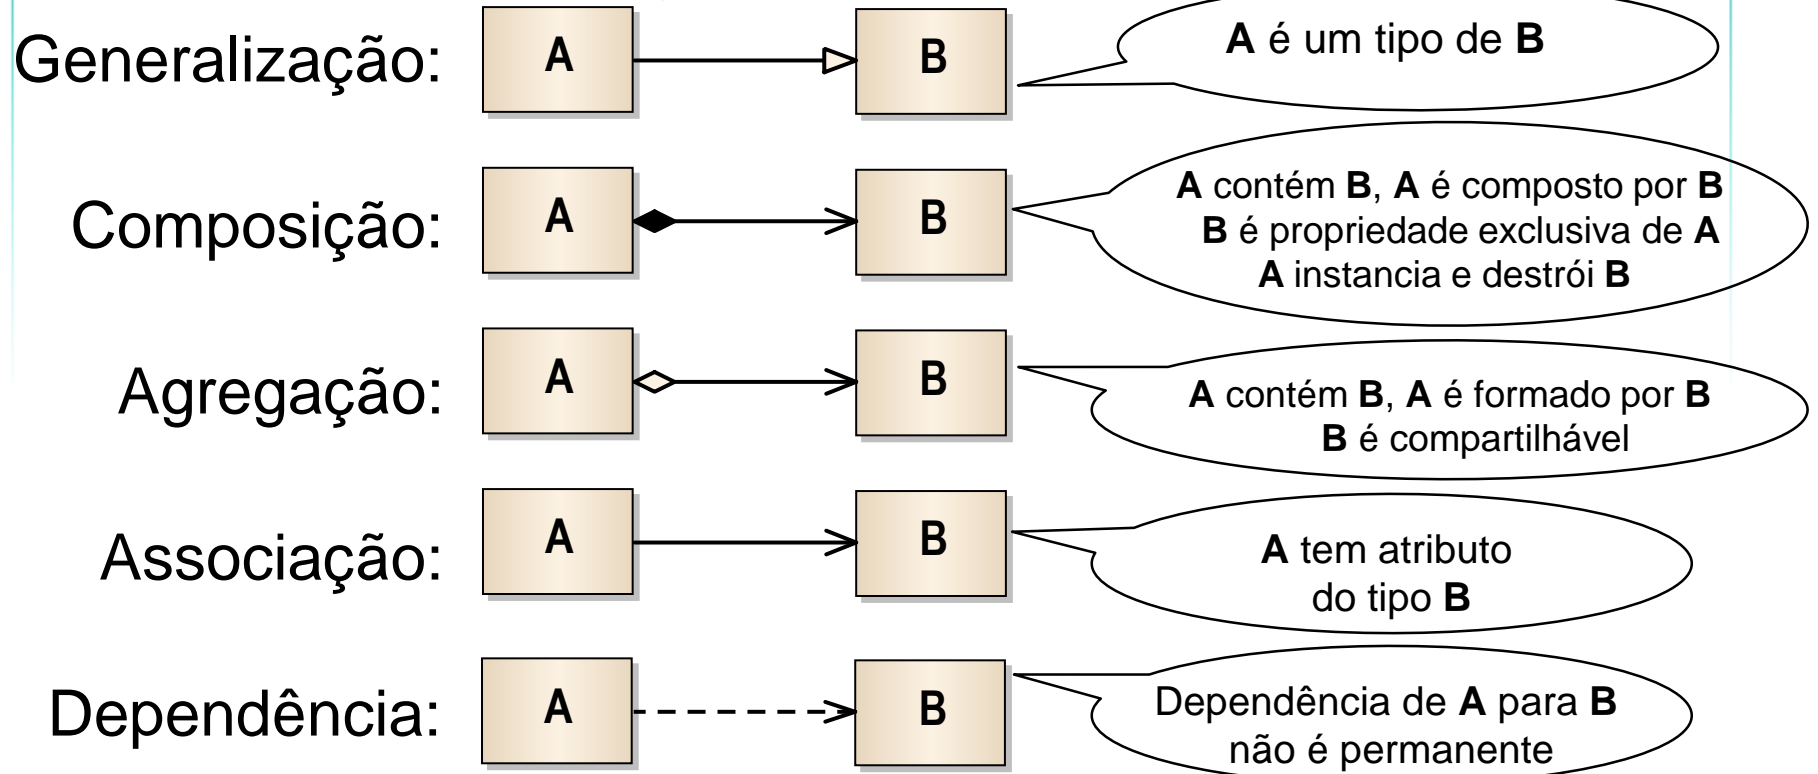 Generalização:
A
B
A é um tipo de B
Composição:
A
B
A contém B, A é composto por B
B é propriedade exclusiva de A
A instancia e destrói B
Agregação:
A
B
A contém B, A é formado por B
B é compartilhável
Associação:
A
B
A tem atributo
do tipo B
Dependência:
A
B
Dependência de A para B
não é permanente